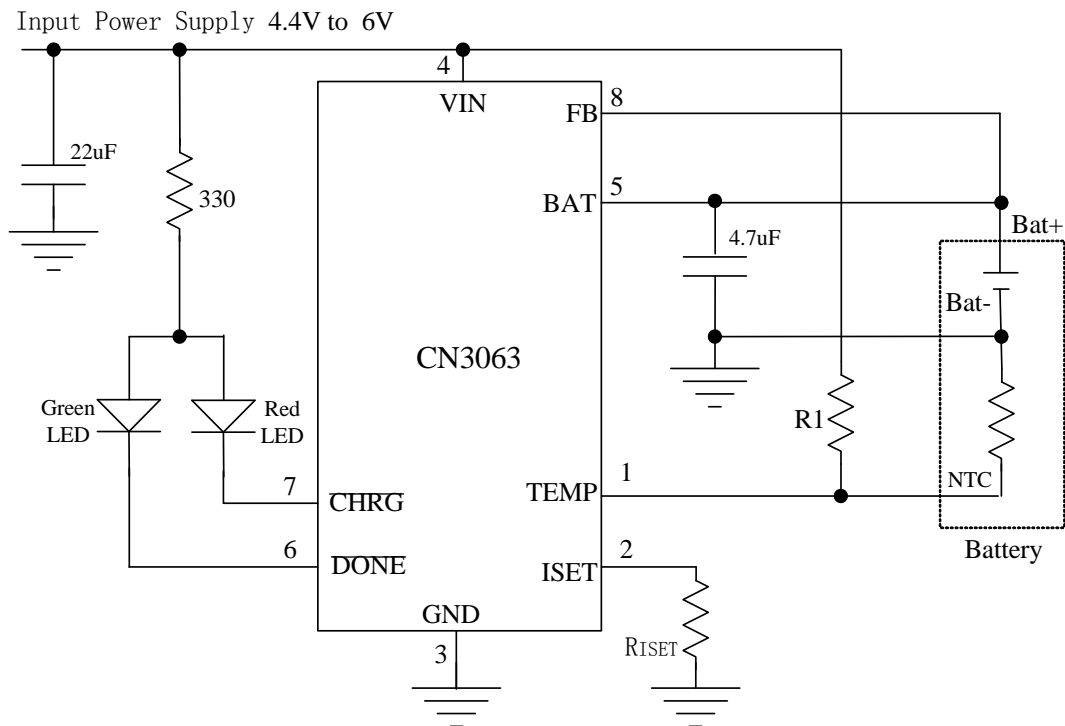 Input Power Supply 4.4V to 6V
4
VIN
FB
8
22uF
330
BAT
5
4.7uF
Bat+
Bat-
CN3063
Green
LED
Red
LED
R1
7
CHRG
TEMP
1
NTC
6
DONE
ISET
2
Battery
GND
3
RISET